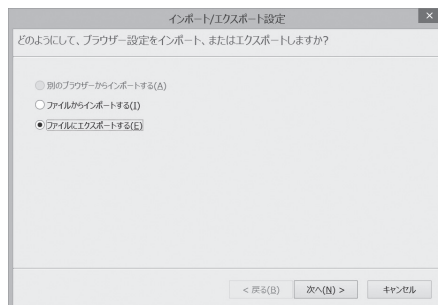 インポート/エクスポート設定
どのようにして、ブラウザー設定をインポート、またはエクスポートしますか?
別のブラウザーからインポートする(A)
ファイルからインポートする(I)
ファイルにエクスポートする(E)
< 戻る(B) 次へ(N) > キャンセル